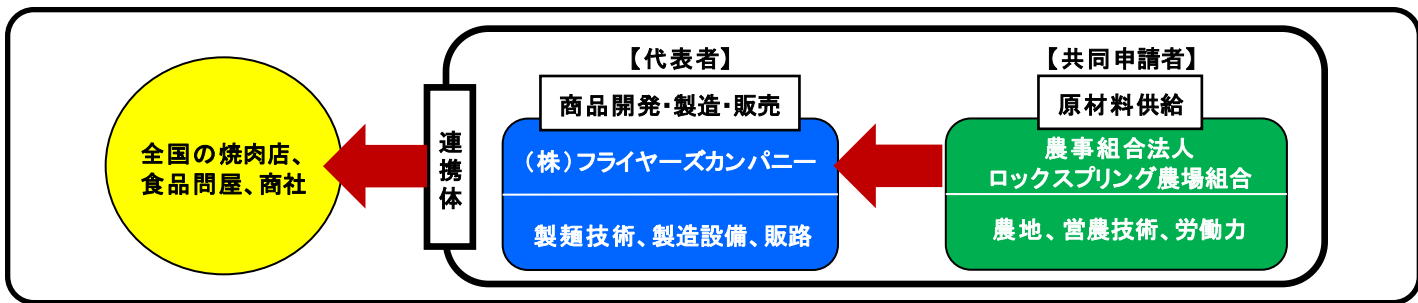 全国の焼肉店、
食品問屋、商社
連携体
【代表者】
商品開発・製造・販売
（株）フライヤーズカンパニー
製麺技術、製造設備、販路
【共同申請者】
原材料供給
農事組合法人
ロックスプリング農場組合
農地、営農技術、労働力